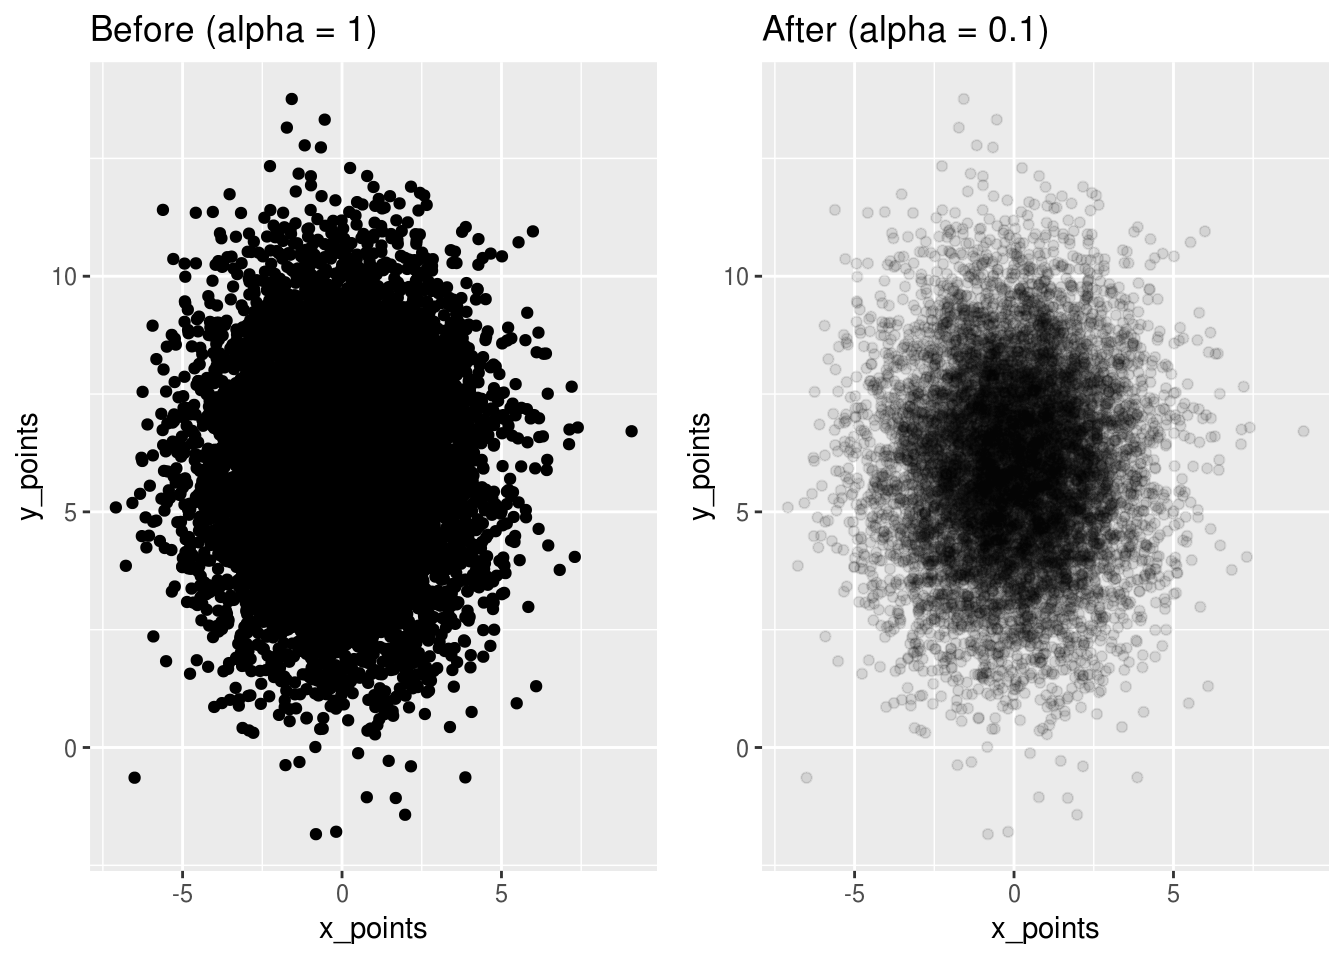 Before (alpha = 1)
10
5
0
-5
0
5
x_points
y_points
After (alpha = 0.1)
10
5
0
-5
0
5
x_points
y_points